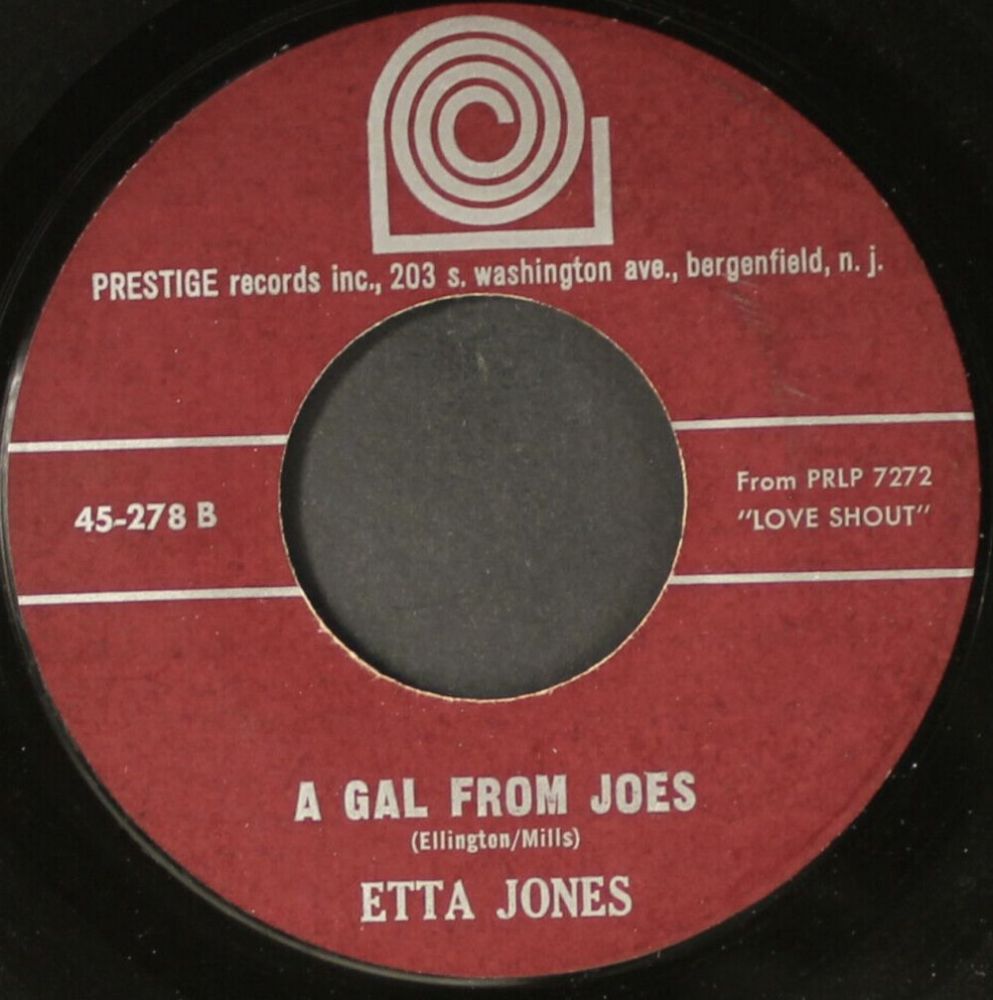 PRESTIGE records inc., 203 s. washington ave., bergenfield, n. j.
45-278 B
From PRLP 7272
"LOVE SHOUT"
A GAL FROM JOES
(Ellington/Mills)
ETTA JONES